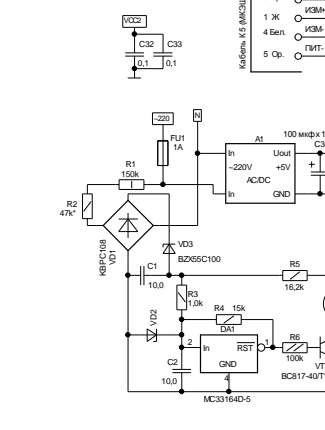 VCC2
C32
C33
0,1
0,1
Кабель К5 (МКЭШ
1 Ж
ИЗМ+
4 Бел.
ИЗМ-
5 Ор.
ПИТ-
~220
N
FU1
1A
A1
100 мкф х 1
In
Uout
C3
~220V
+5V
+
AC/DC
In
GND
R1
150k
R2
47k*
KBPC108
VD1
VD3
BZX55C100
C1
10,0
R3
1,0k
R5
16,2k
VD2
R4 15k
DA1
2
In
RST
1
R6
100k
C2
10,0
GND
4
VT
BC817-40/T
MC33164D-5